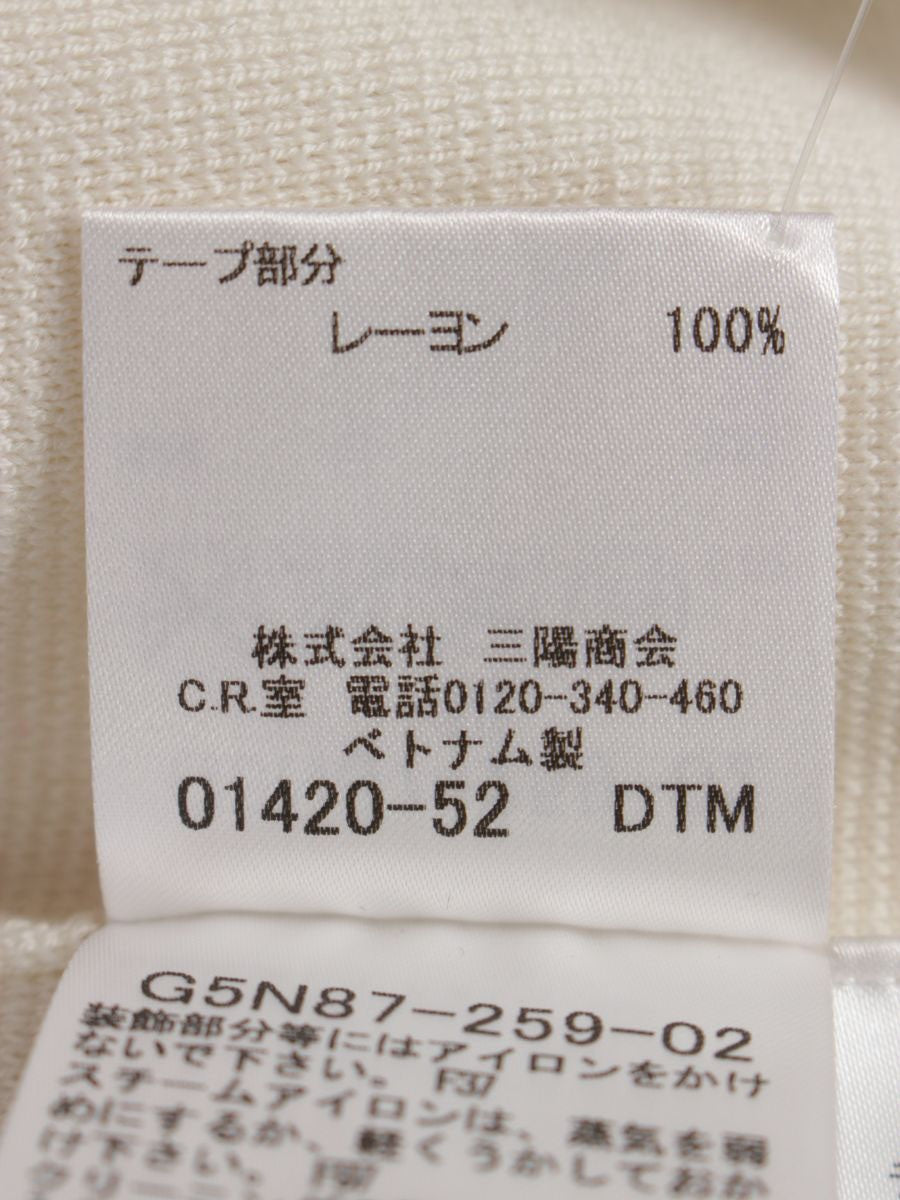 テープ部分
レーヨン 100%
株式会社 三陽商会
C.R.室 電話0120-340-460
ベトナム製
01420-52 DTM
G5N87-259-02
装飾部分等にはアイロンをかけ
ないで下さい。 F37
スチームアイロンは、蒸気を弱
めにするか、軽くうかしておか
け下さい。